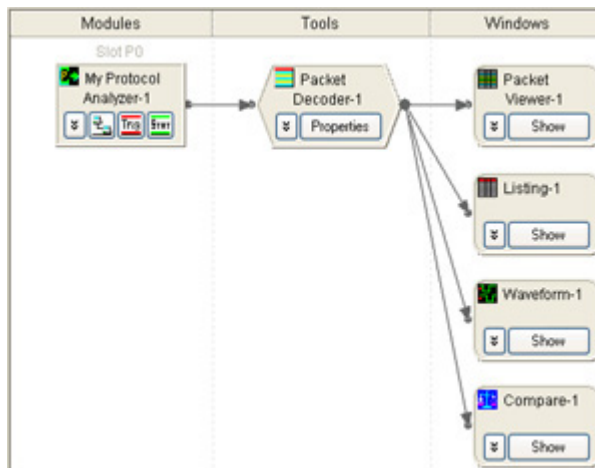 Modules
Tools
Windows
Slot P0
My Protocol
Analyzer-1
Trig
Packet
Decoder-1
Properties
Packet
Viewer-1
Show
Listing-1
Show
Waveform-1
Show
Compare-1
Show